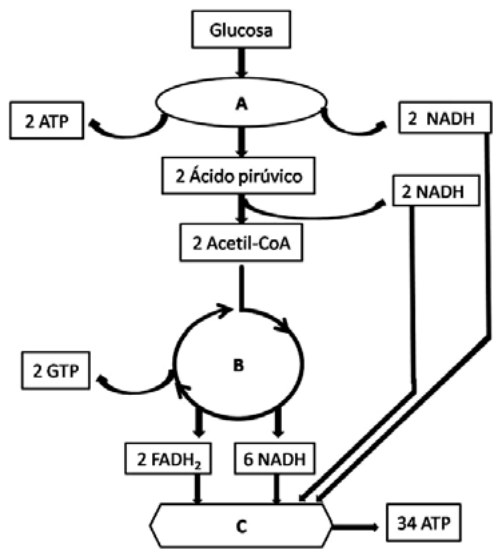 Glucosa
A
2 ATP
2 NADH
2 Ácido pirúvico
2 NADH
2 Acetil-CoA
B
2 GTP
2 FADH₂
6 NADH
C
34 ATP